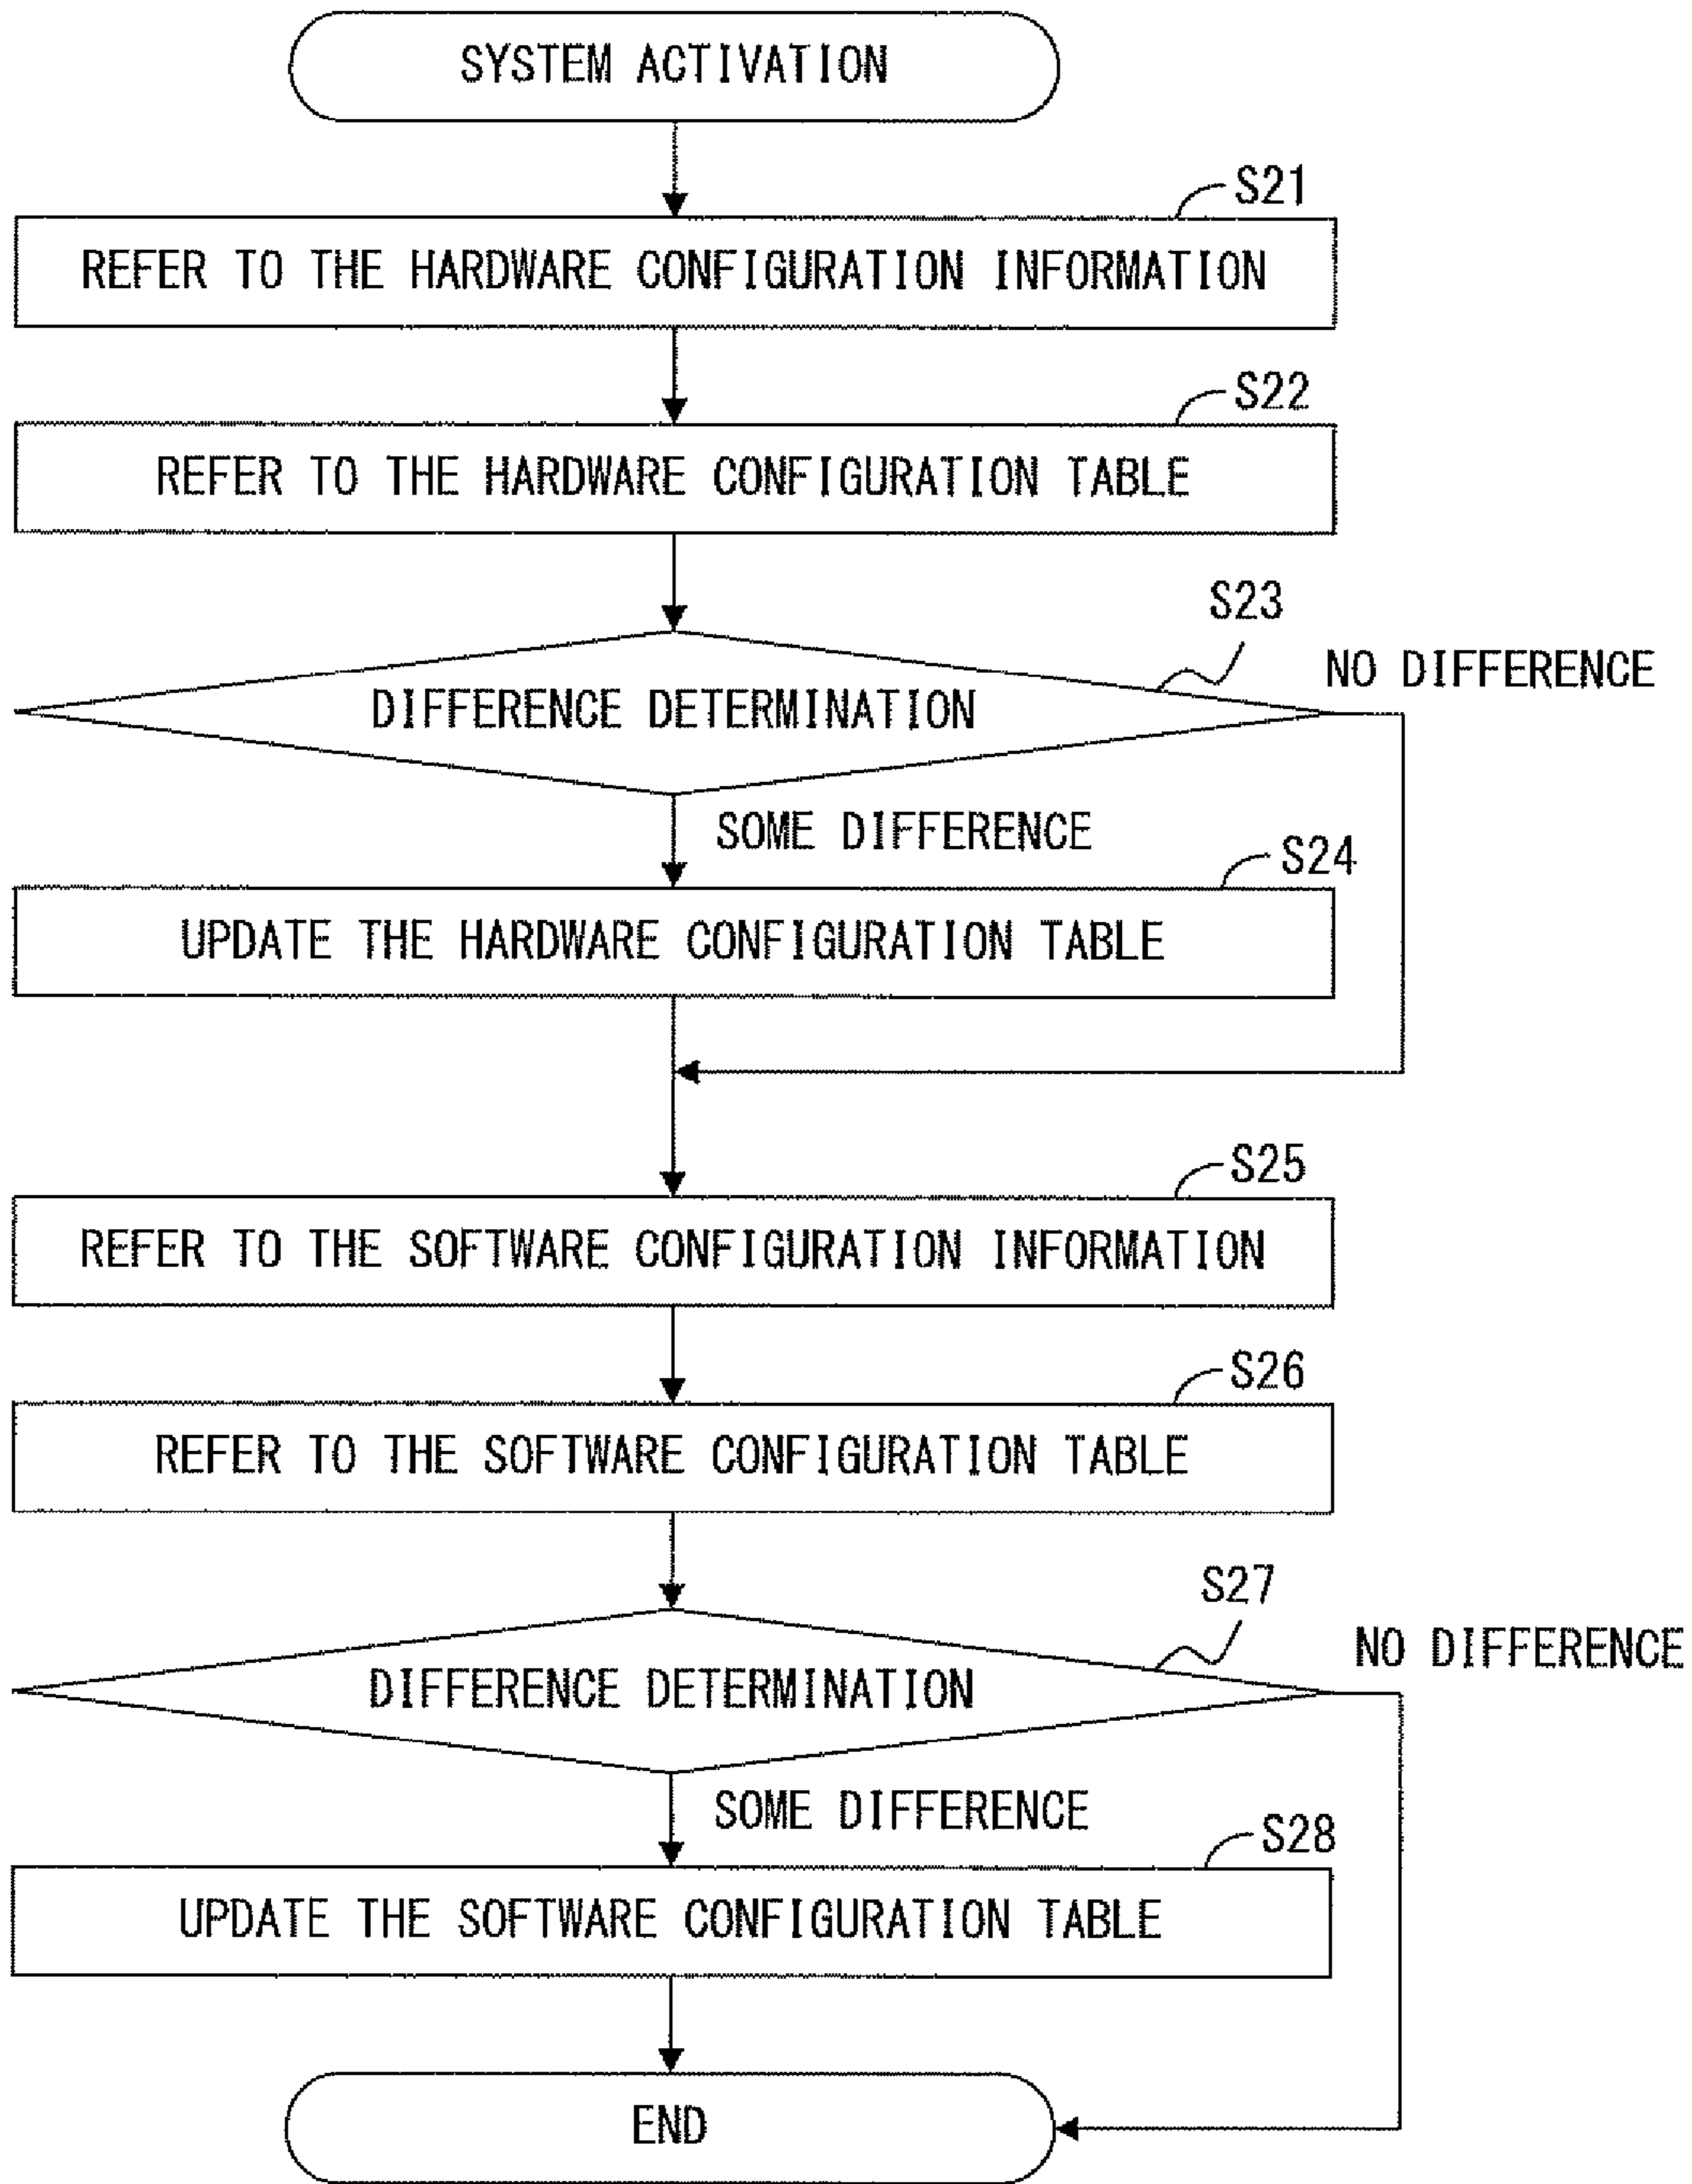 SYSTEM ACTIVATION
S21
REFER TO THE HARDWARE CONFIGURATION INFORMATION
S22
REFER TO THE HARDWARE CONFIGURATION TABLE
S23
NO DIFFERENCE
DIFFERENCE DETERMINATION
SOME DIFFERENCE
S24
UPDATE THE HARDWARE CONFIGURATION TABLE
S25
REFER TO THE SOFTWARE CONFIGURATION INFORMATION
S26
REFER TO THE SOFTWARE CONFIGURATION TABLE
S27
NO DIFFERENCE
DIFFERENCE DETERMINATION
SOME DIFFERENCE
S28
UPDATE THE SOFTWARE CONFIGURATION TABLE
END